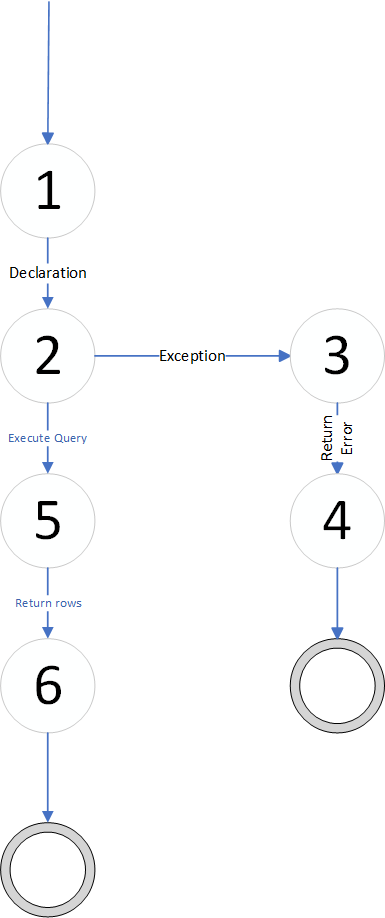 1
Declaration
2
Exception
3
Execute Query
Return
Error
5
4
Return rows
6